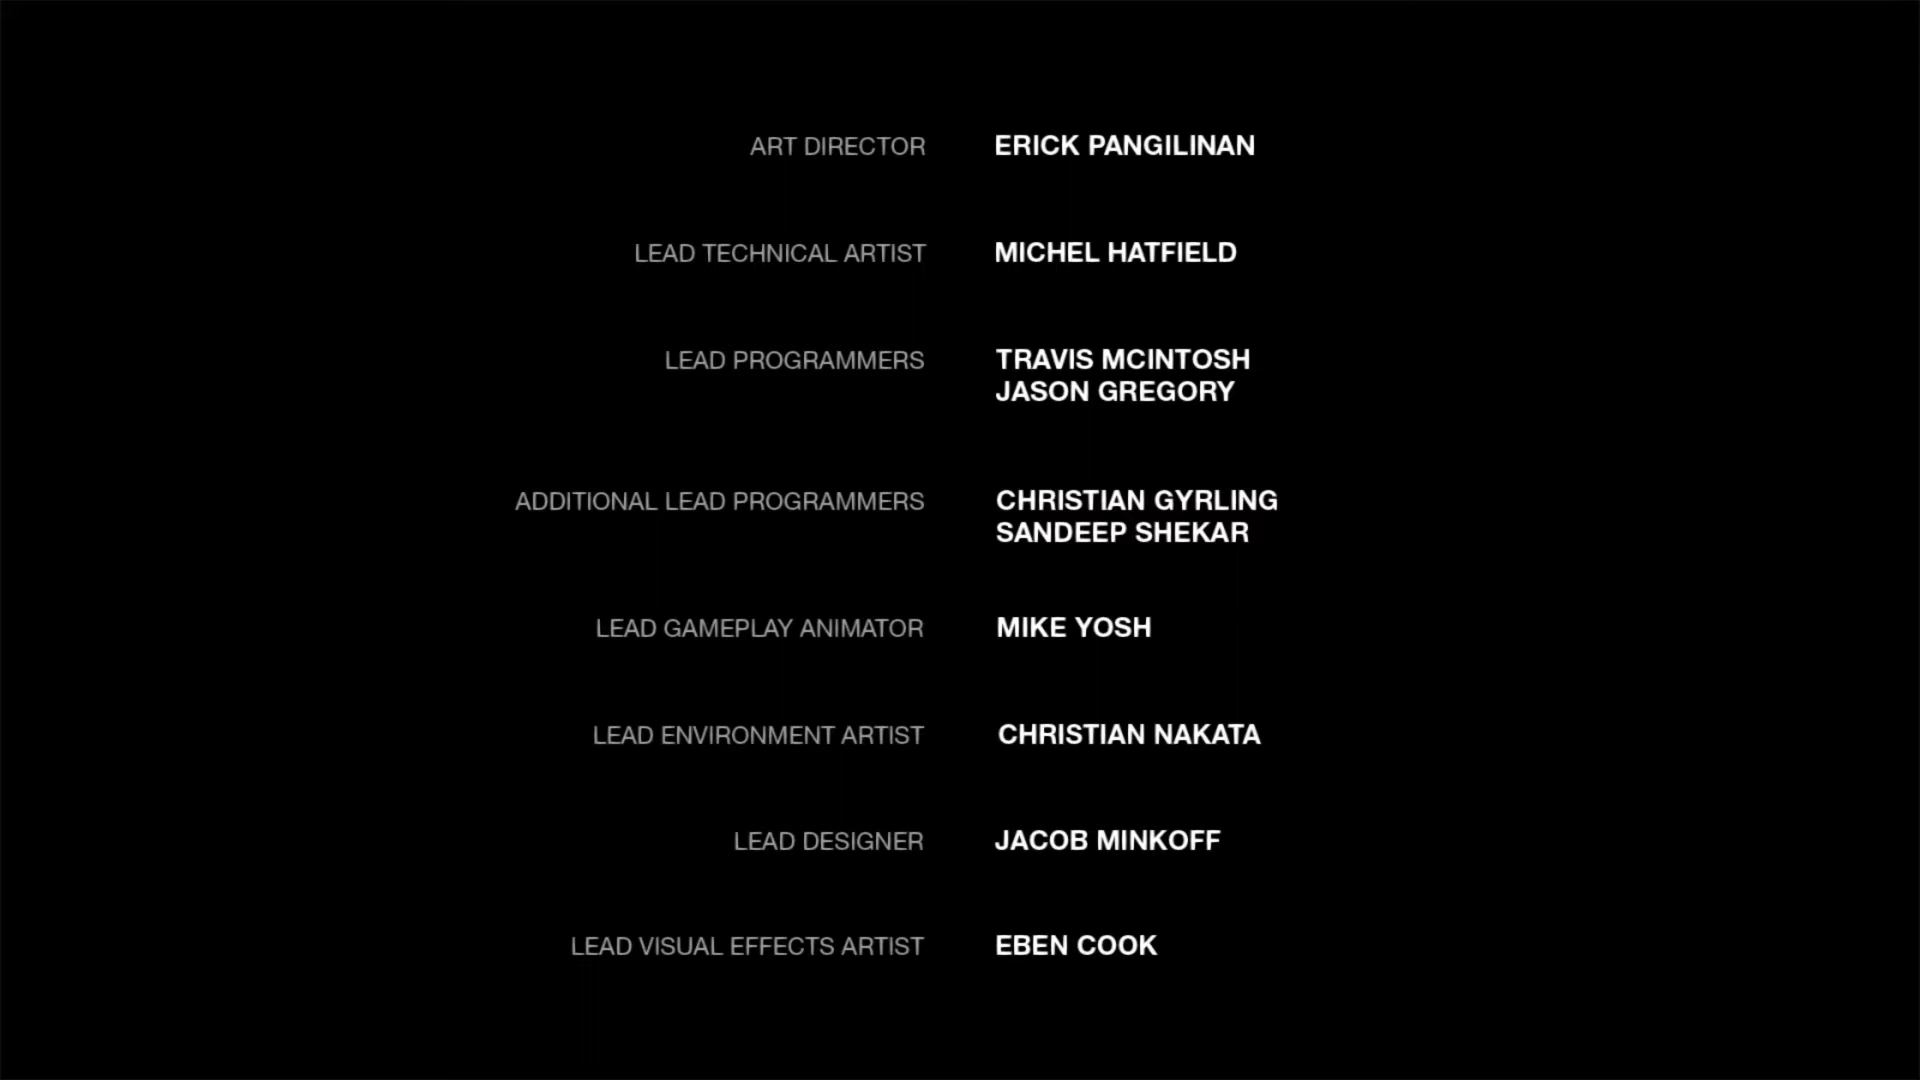 ART DIRECTOR ERICK PANGILINAN
LEAD TECHNICAL ARTIST MICHEL HATFIELD
LEAD PROGRAMMERS TRAVIS MCINTOSH
JASON GREGORY
ADDITIONAL LEAD PROGRAMMERS CHRISTIAN GYRLING
SANDEEP SHEKAR
LEAD GAMEPLAY ANIMATOR MIKE YOSH
LEAD ENVIRONMENT ARTIST CHRISTIAN NAKATA
LEAD DESIGNER JACOB MINKOFF
LEAD VISUAL EFFECTS ARTIST EBEN COOK